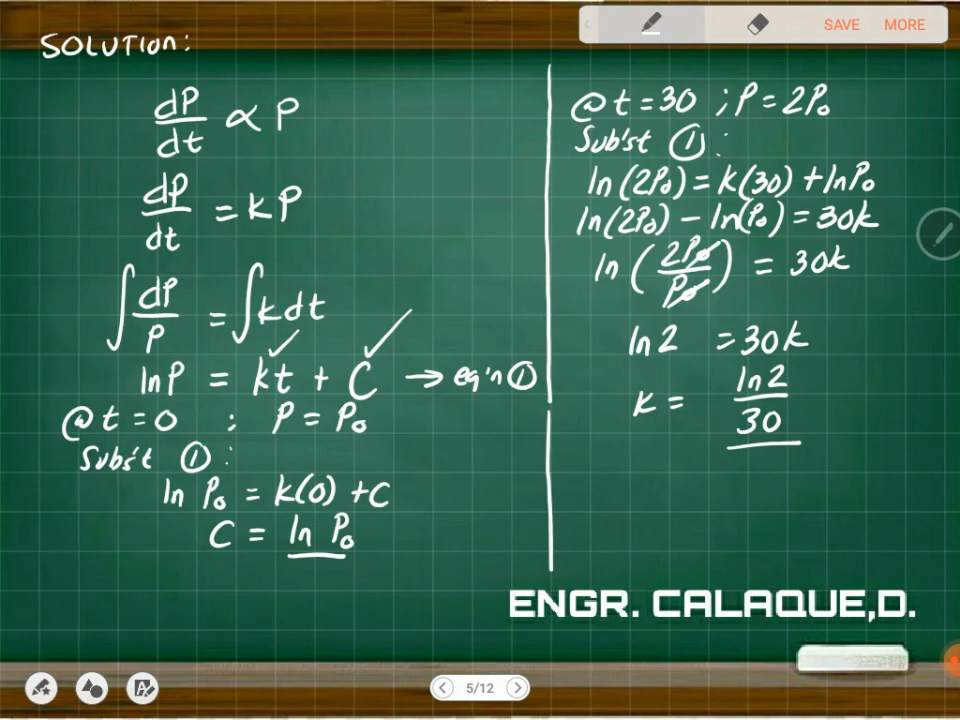 SOLUTION:
dP/dt ∝ P
dP/dt = kP
∫ dP/P = ∫ k dt
ln P = kt + C → eq'n ①
@ t = 0 ; P = P₀
Subs't ① :
ln P₀ = k(0) + C
C = ln P₀
@ t = 30 ; P = 2P₀
Sub'st ① :
ln(2P₀) = k(30) + ln P₀
ln(2P₀) - ln(P₀) = 30k
ln (2P₀/P₀) = 30k
ln 2 = 30k
k = ln 2/30
ENGR. CALAQUE,D.
SAVE MORE
5/12